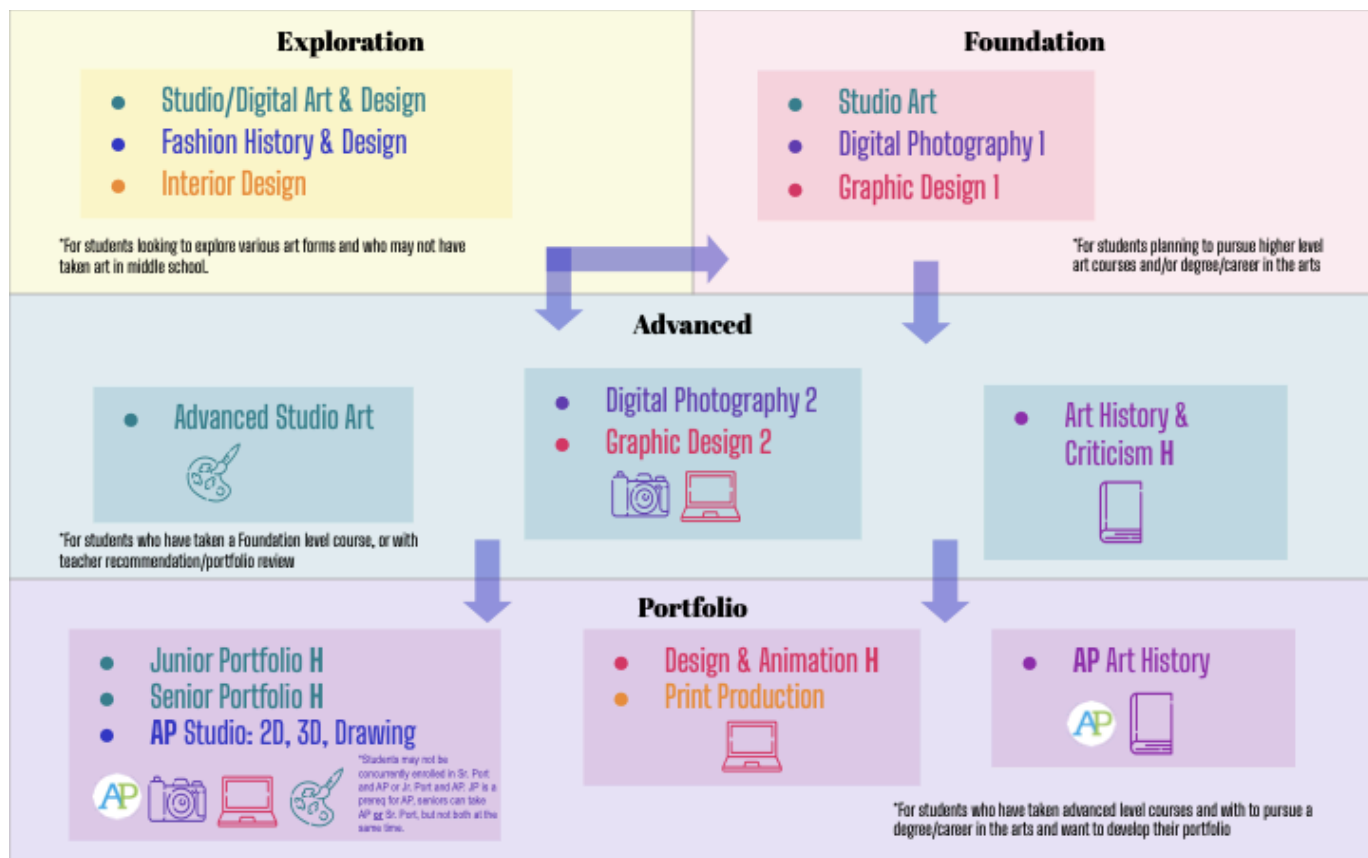 Exploration
Studio/Digital Art & Design
Fashion History & Design
Interior Design
*For students looking to explore various art forms and who may not have
taken art in middle school.
Foundation
Studio Art
Digital Photography 1
Graphic Design 1
*For students planning to pursue higher level
art courses and/or degree/career in the arts
Advanced
Advanced Studio Art
*For students who have taken a Foundation level course, or with
teacher recommendation/portfolio review
Digital Photography 2
Graphic Design 2
Art History &
Criticism H
Portfolio
Junior Portfolio H
Senior Portfolio H
AP Studio: 2D, 3D, Drawing
AP
*Students may not be
concurrently enrolled in Sr. Port
and AP or Jr. Port and AP. JP is a
prereq for AP, seniors can take
AP or Sr. Port, but not both at the
same time.
Design & Animation H
Print Production
AP Art History
AP
*For students who have taken advanced level courses and with to pursue a
degree/career in the arts and want to develop their portfolio